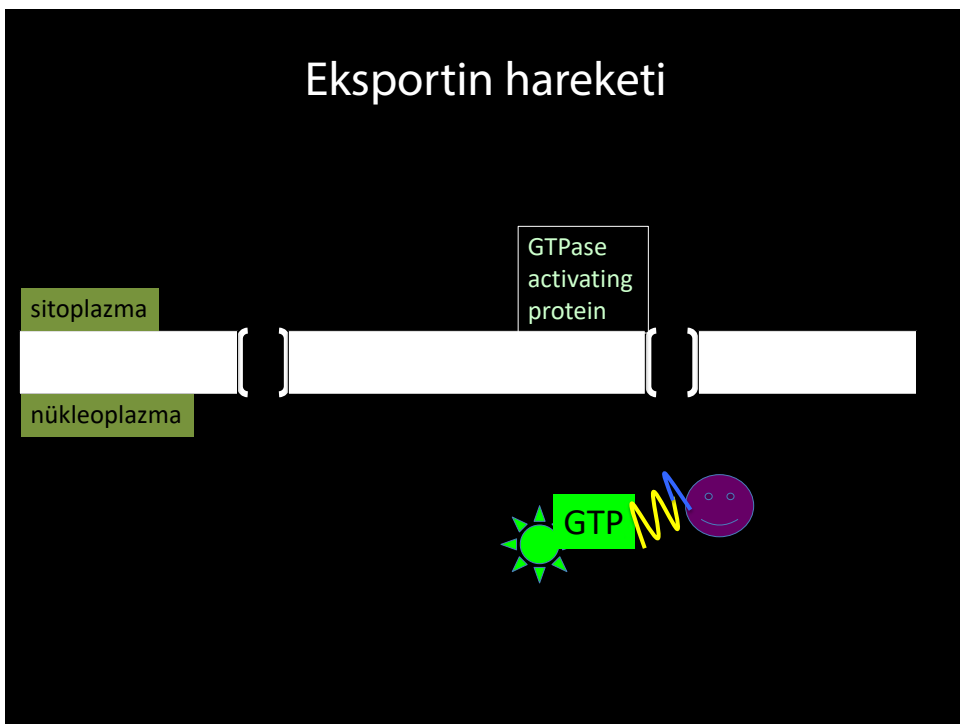 Eksportin hareketi
GTPase
activating
protein
sitoplazma
nükleoplazma
GTP